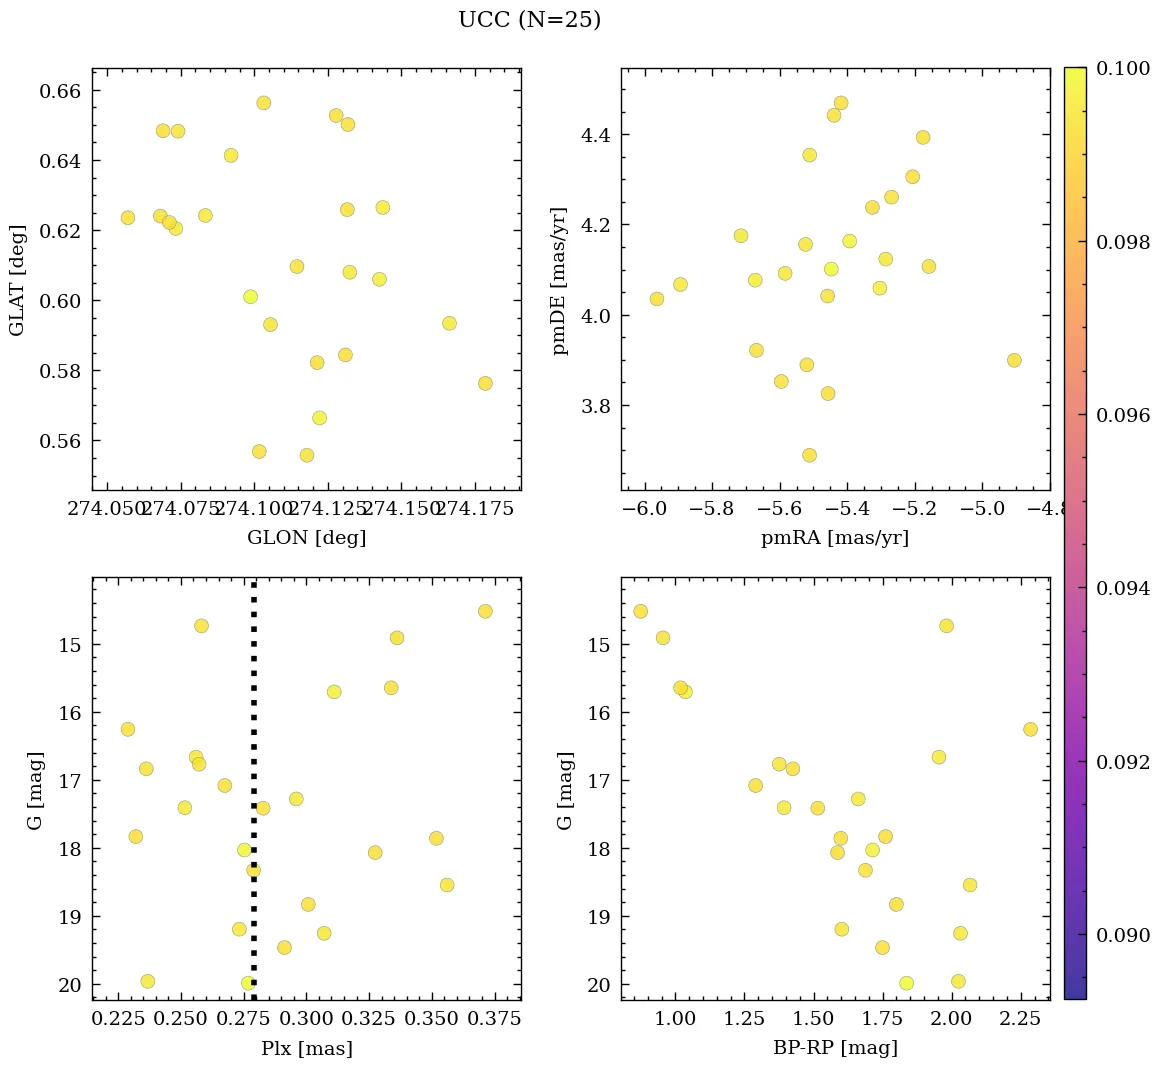 UCC (N=25)
0.66
0.64
0.62
0.60
0.58
0.56
GLAT [deg]
274.050 274.075 274.100 274.125 274.150 274.175
GLON [deg]
4.4
4.2
4.0
3.8
pmDE [mas/yr]
−6.0 −5.8 −5.6 −5.4 −5.2 −5.0 −4.8
pmRA [mas/yr]
15
16
17
18
19
20
G [mag]
0.225 0.250 0.275 0.300 0.325 0.350 0.375
Plx [mas]
15
16
17
18
19
20
G [mag]
1.00 1.25 1.50 1.75 2.00 2.25
BP-RP [mag]
0.100
0.098
0.096
0.094
0.092
0.090